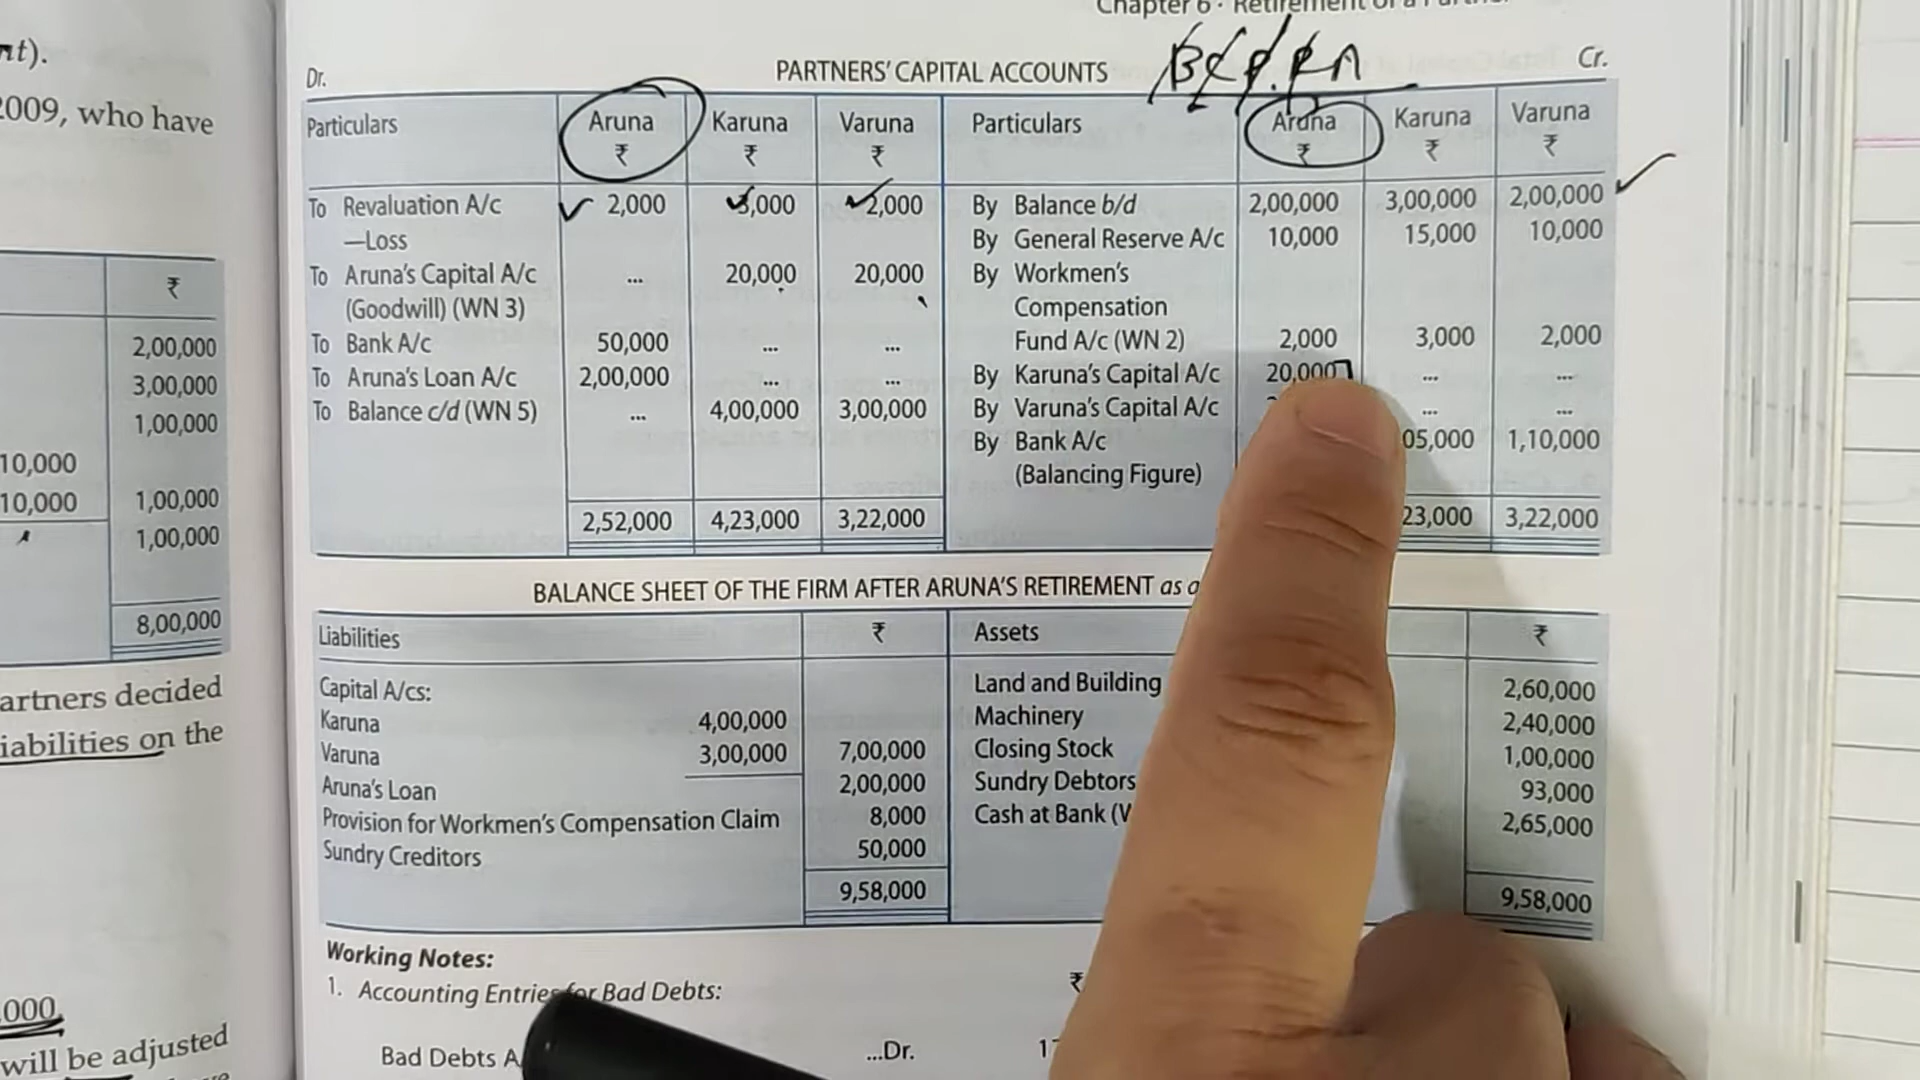 Chapter 6 · Retirement of a
nt).
2009, who have
₹
2,00,000
3,00,000
1,00,000
10,000
10,000 1,00,000
1,00,000
8,00,000
artners decided
iabilities on the
000
will be adjusted
Dr. PARTNERS' CAPITAL ACCOUNTS Cr.
Particulars Aruna Karuna Varuna Particulars Aruna Karuna Varuna
₹ ₹ ₹ ₹ ₹ ₹
To Revaluation A/c 2,000 3,000 2,000 By Balance b/d 2,00,000 3,00,000 2,00,000
—Loss By General Reserve A/c 10,000 15,000 10,000
To Aruna's Capital A/c ... 20,000 20,000 By Workmen's
(Goodwill) (WN 3) Compensation
To Bank A/c 50,000 ... ... Fund A/c (WN 2) 2,000 3,000 2,000
To Aruna's Loan A/c 2,00,000 ... ... By Karuna's Capital A/c 20,000 ... ...
To Balance c/d (WN 5) ... 4,00,000 3,00,000 By Varuna's Capital A/c ... ...
By Bank A/c 05,000 1,10,000
(Balancing Figure)
2,52,000 4,23,000 3,22,000 23,000 3,22,000
BALANCE SHEET OF THE FIRM AFTER ARUNA'S RETIREMENT as
Liabilities ₹ Assets ₹
Capital A/cs: Land and Building 2,60,000
Karuna 4,00,000 Machinery 2,40,000
Varuna 3,00,000 7,00,000 Closing Stock 1,00,000
Aruna's Loan 2,00,000 Sundry Debtors 93,000
Provision for Workmen's Compensation Claim 8,000 Cash at Bank 2,65,000
Sundry Creditors 50,000
9,58,000 9,58,000
Working Notes:
₹
1. Accounting Entries for Bad Debts:
Bad Debts ...Dr.